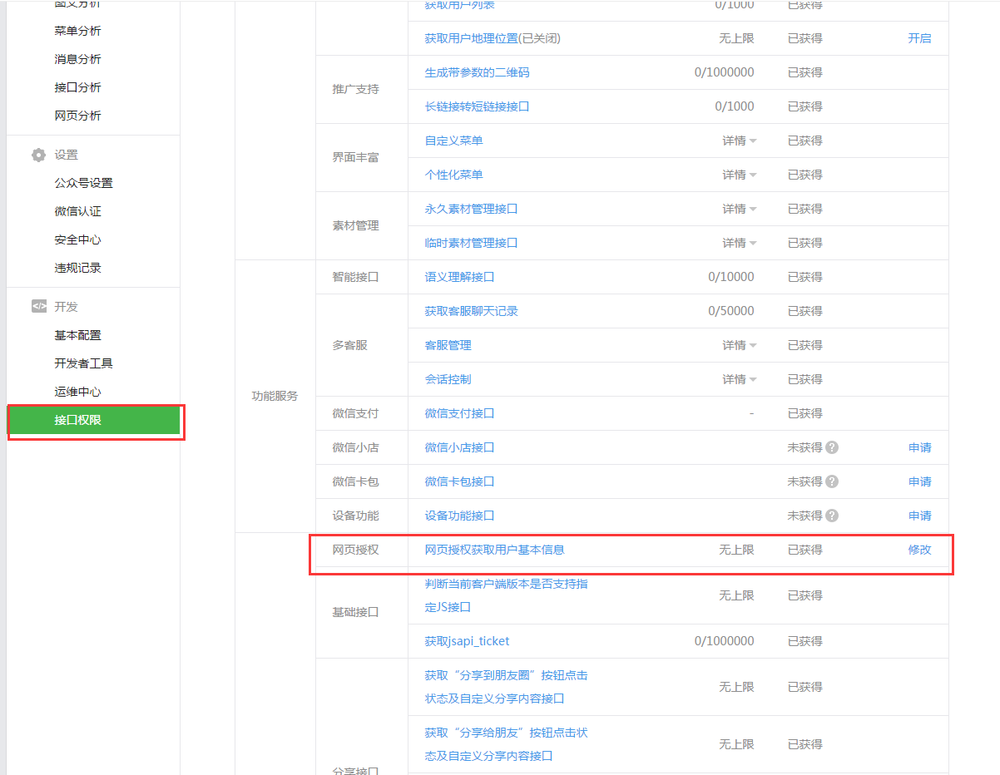 图文分析
菜单分析
消息分析
接口分析
网页分析
设置
公众号设置
微信认证
安全中心
违规记录
</> 开发
基本配置
开发者工具
运维中心
接口权限
获取用户列表 0/1000 已获得
获取用户地理位置(已关闭) 无上限 已获得 开启
推广支持
生成带参数的二维码 0/1000000 已获得
长链接转短链接接口 0/1000 已获得
界面丰富
自定义菜单 详情 已获得
个性化菜单 详情 已获得
素材管理
永久素材管理接口 详情 已获得
临时素材管理接口 详情 已获得
功能服务
智能接口 语义理解接口 0/10000 已获得
多客服
获取客服聊天记录 0/50000 已获得
客服管理 详情 已获得
会话控制 详情 已获得
微信支付 微信支付接口 - 已获得
微信小店 微信小店接口 未获得 ? 申请
微信卡包 微信卡包接口 未获得 ? 申请
设备功能 设备功能接口 未获得 ? 申请
网页授权 网页授权获取用户基本信息 无上限 已获得 修改
基础接口
判断当前客户端版本是否支持指
定JS接口 无上限 已获得
获取jsapi_ticket 0/1000000 已获得
分享接口
获取“分享到朋友圈”按钮点击
状态及自定义分享内容接口 无上限 已获得
获取“分享给朋友”按钮点击状
态及自定义分享内容接口 无上限 已获得